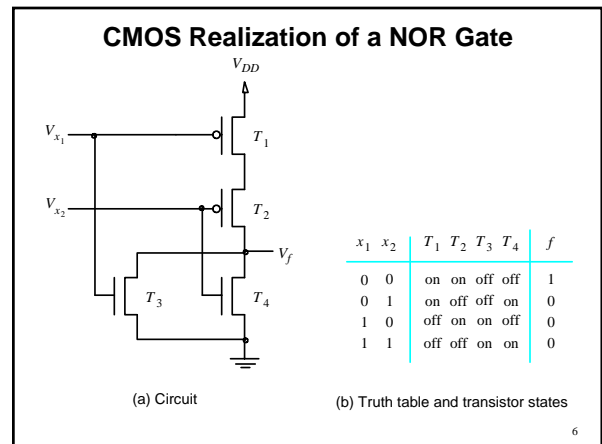 CMOS Realization of a NOR Gate
V_DD
V_x1
T_1
V_x2
T_2
V_f
T_3
T_4
x_1 x_2 T_1 T_2 T_3 T_4 f
0 0 on on off off 1
0 1 on off off on 0
1 0 off on on off 0
1 1 off off on on 0
(a) Circuit
(b) Truth table and transistor states
6